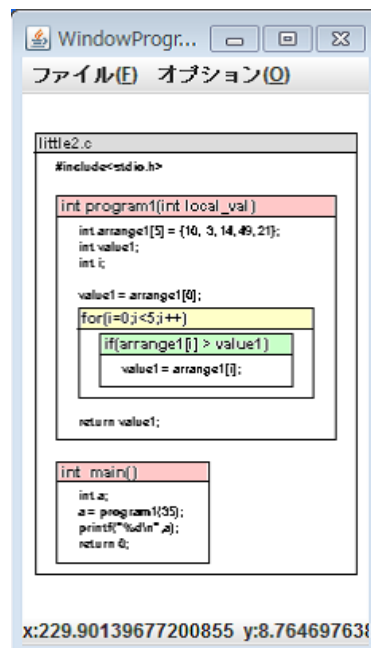 WindowProgr...
ファイル(F) オプション(O)
little2.c
#include<stdio.h>
int program1(int local_val)
int arrange1[5] = {10, 3, 14, 49, 21};
int value1;
int i;
value1 = arrange1[0];
for(i=0;i<5;i++)
if(arrange1[i] > value1)
value1 = arrange1[i];
return value1;
int main()
int a;
a = program1(35);
printf("%d\n",a);
return 0;
x:229.90139677200855 y:8.764697638